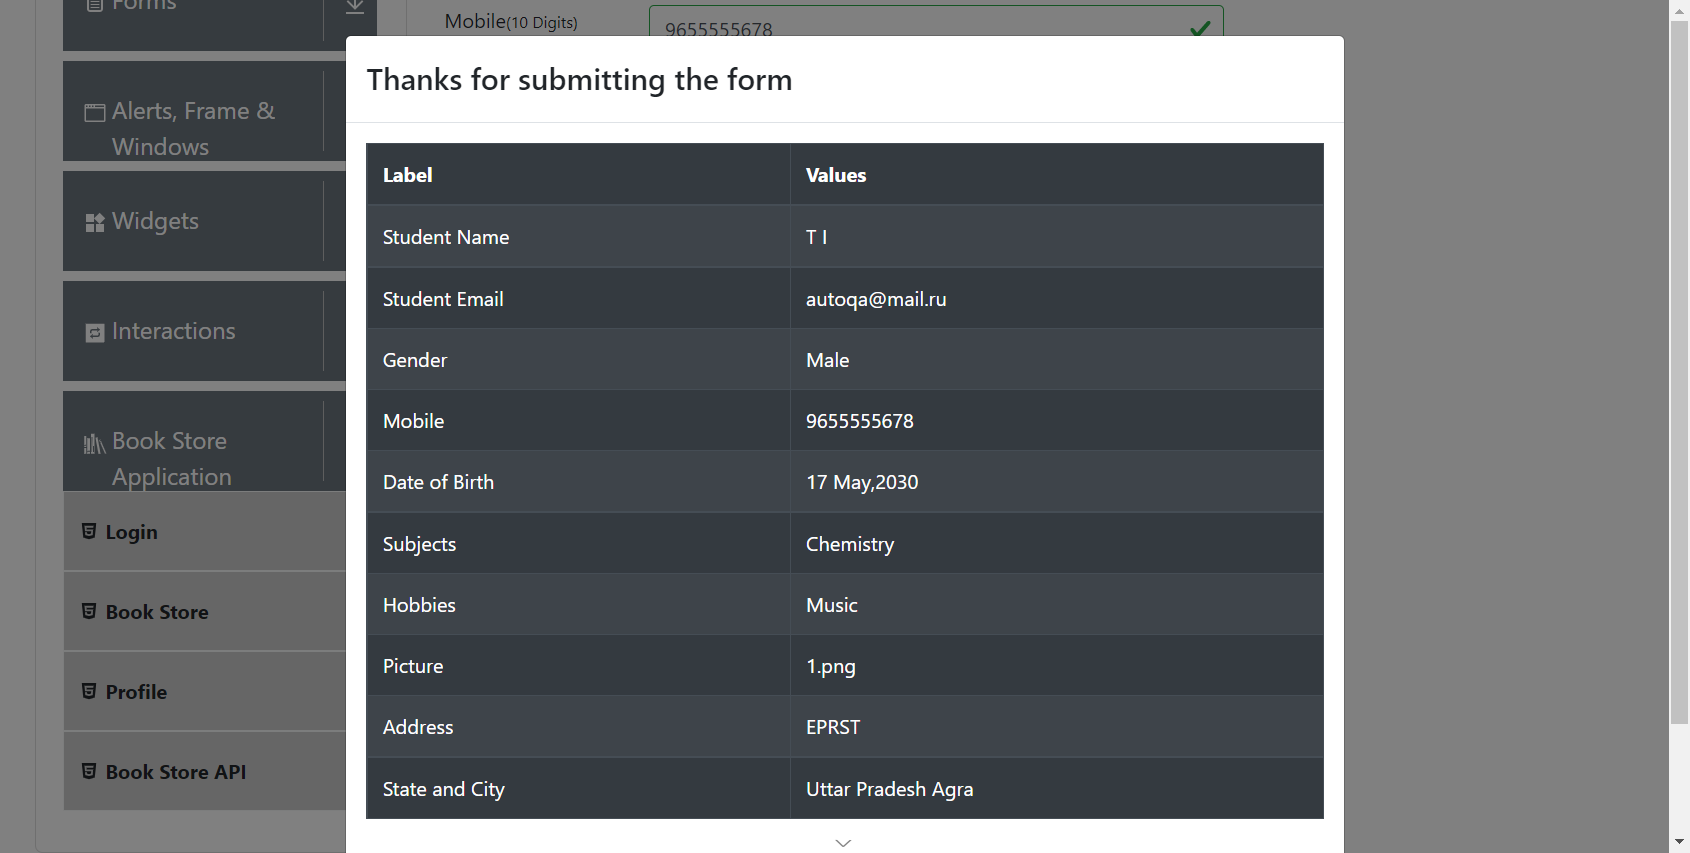 Forms
Mobile(10 Digits)
9655555678
Alerts, Frame &
Windows
Widgets
Interactions
Book Store
Application
Login
Book Store
Profile
Book Store API
Thanks for submitting the form
Label Values
Student Name T I
Student Email autoqa@mail.ru
Gender Male
Mobile 9655555678
Date of Birth 17 May,2030
Subjects Chemistry
Hobbies Music
Picture 1.png
Address EPRST
State and City Uttar Pradesh Agra